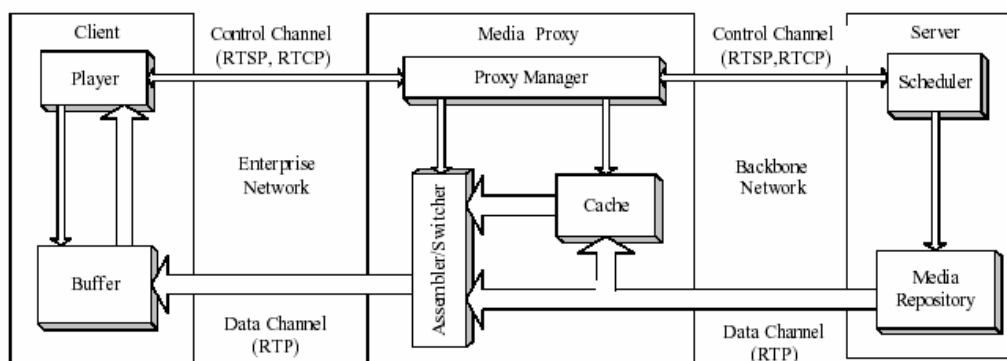 Client
Control Channel
(RTSP, RTCP)
Media Proxy
Control Channel
(RTSP,RTCP)
Server
Player
Proxy Manager
Scheduler
Enterprise
Network
Assembler/Switcher
Cache
Backbone
Network
Buffer
Media
Repository
Data Channel
(RTP)
Data Channel
(RTP)